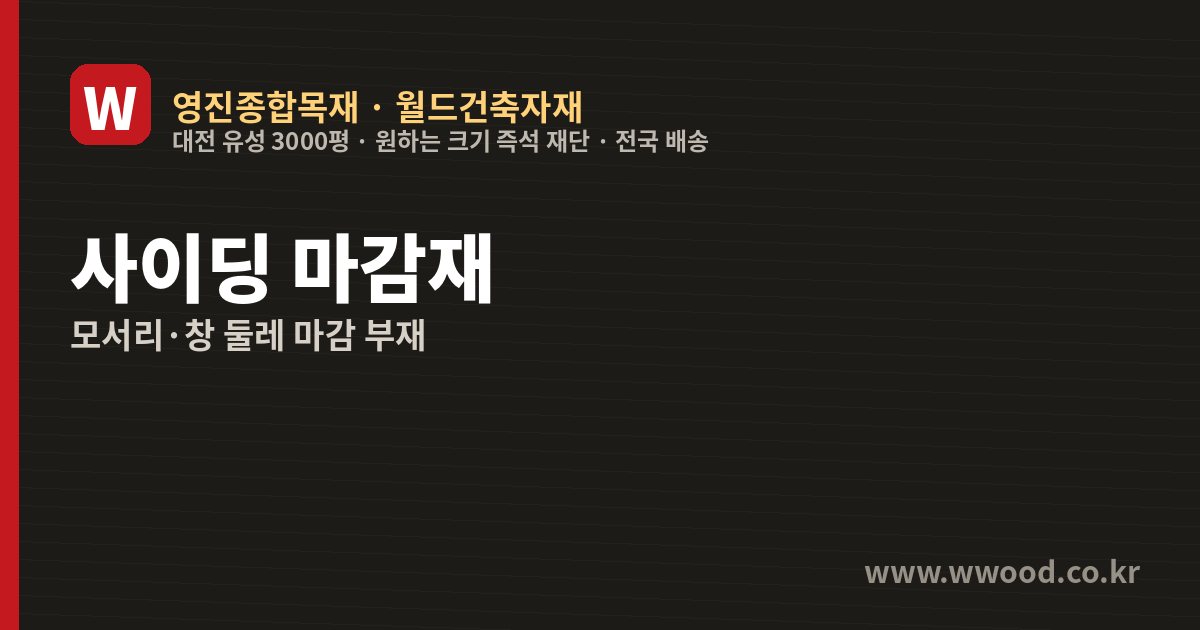 W
영진종합목재 · 월드건축자재
대전 유성 3000평 · 원하는 크기 즉석 재단 · 전국 배송
사이딩 마감재
모서리·창 둘레 마감 부재
www.wwood.co.kr